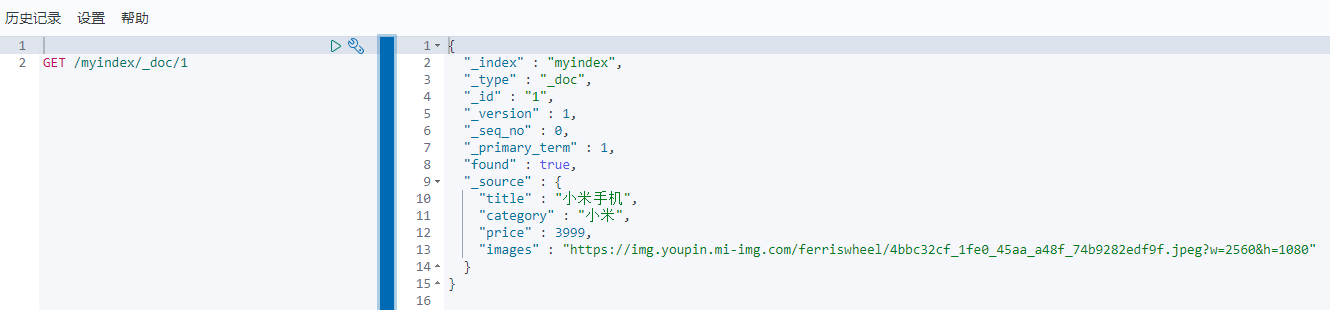 历史记录 设置 帮助
1
2 GET /myindex/_doc/1
1 {
2 "_index" : "myindex",
3 "_type" : "_doc",
4 "_id" : "1",
5 "_version" : 1,
6 "_seq_no" : 0,
7 "_primary_term" : 1,
8 "found" : true,
9 "_source" : {
10 "title" : "小米手机",
11 "category" : "小米",
12 "price" : 3999,
13 "images" : "https://img.youpin.mi-img.com/ferriswheel/4bbc32cf_1fe0_45aa_a48f_74b9282edf9f.jpeg?w=2560&h=1080"
14 }
15 }
16